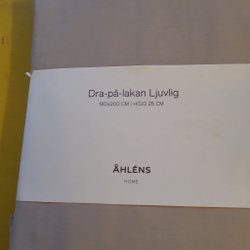 Dra-på-lakan Ljuvlig
180x200 CM | HÖJD 25 CM
ÅHLÉNS
HOME